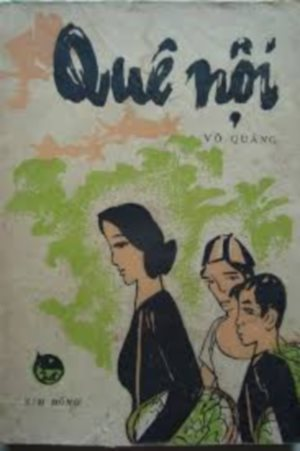 Quê nội
VÕ QUẢNG
KIM ĐỒNG